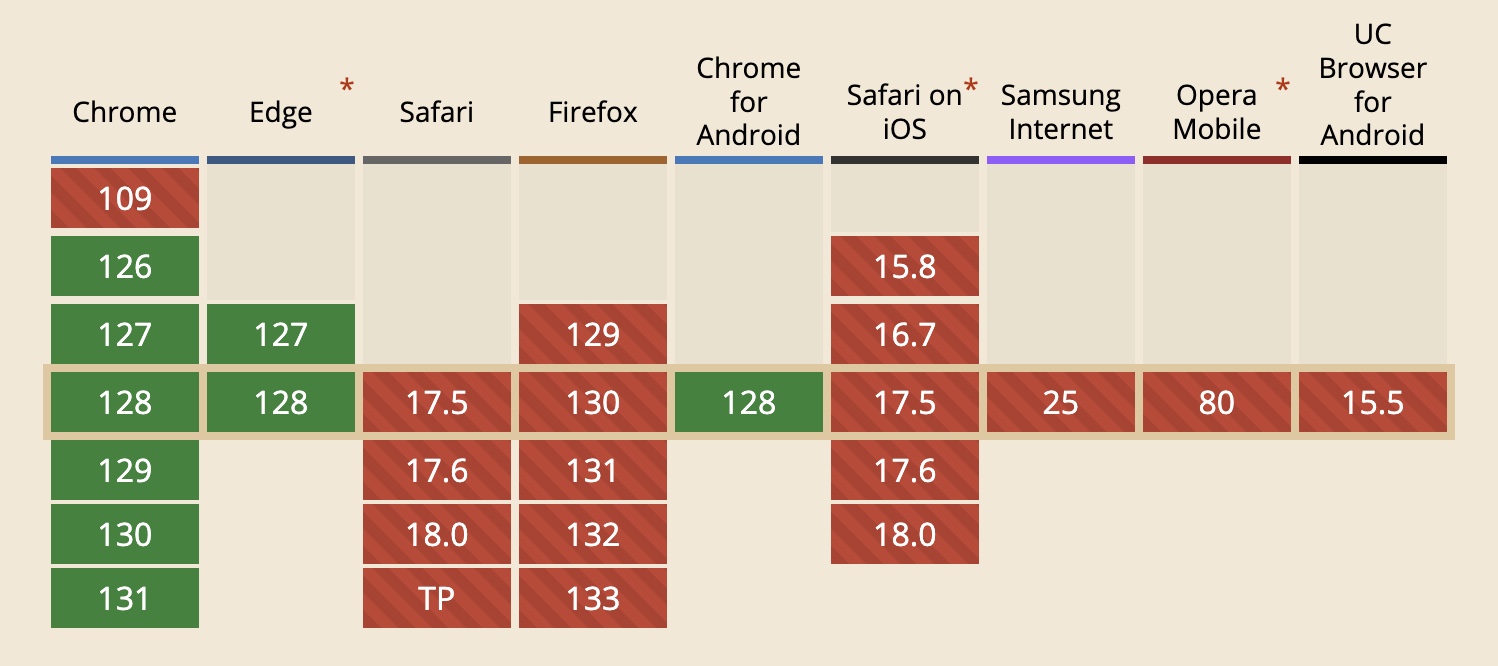 Chrome
Edge *
Safari
Firefox
Chrome
for
Android
Safari on*
iOS
Samsung
Internet
Opera *
Mobile
UC
Browser
for
Android
109
126 15.8
127 127 129 16.7
128 128 17.5 130 128 17.5 25 80 15.5
129 17.6 131 17.6
130 18.0 132 18.0
131 TP 133